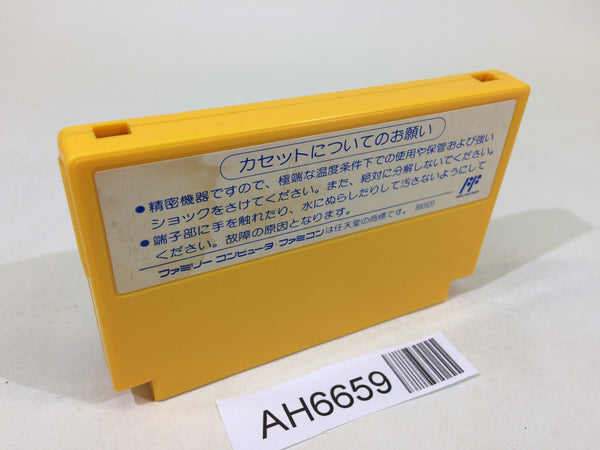 カセットについてのお願い
●精密機器ですので、極端な温度条件下での使用や保管および強い
ショックをさけてください。また、絶対に分解しないでください。
●端子部に手を触れたり、水にぬらしたりして汚さないようにして
ください。故障の原因となります。
ファミリー コンピュータ・ファミコンは任天堂の商標です。
AH6659